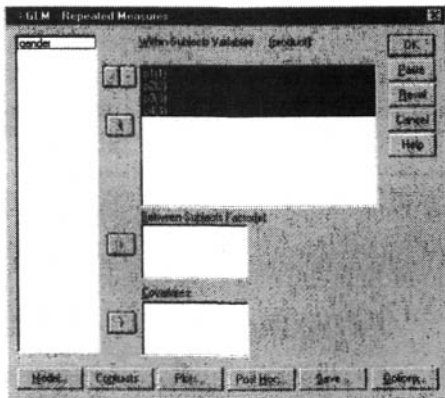 GLM - Repeated Measures
gender
Within-Subjects Variables (product):
OK
Paste
Reset
Cancel
Help
Between-Subjects Factor(s):
Covariates:
Model...
Contrasts
Plots...
Post Hoc...
Save...
Options...